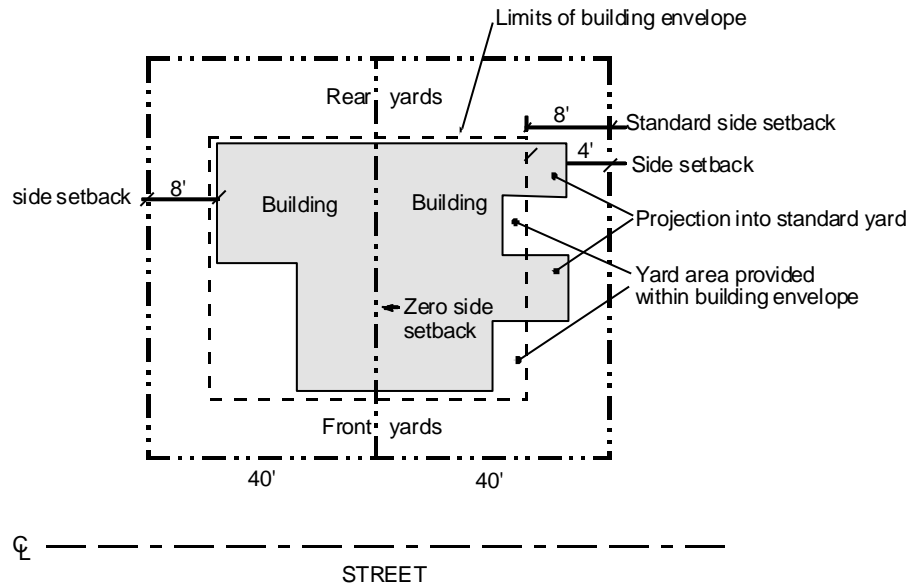 Limits of building envelope
Rear yards
8'
Standard side setback
4'
Side setback
side setback
8'
Building
Building
Projection into standard yard
Yard area provided
within building envelope
Zero side
setback
Front yards
40'
40'
℄
STREET